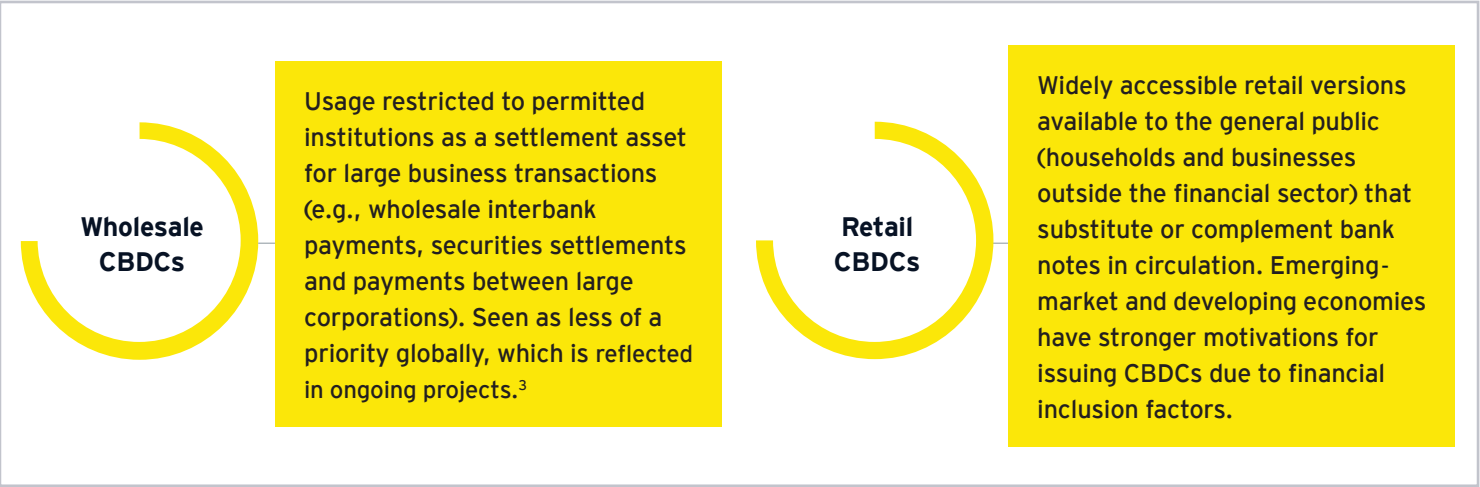 Wholesale
CBDCs
Usage restricted to permitted
institutions as a settlement asset
for large business transactions
(e.g., wholesale interbank
payments, securities settlements
and payments between large
corporations). Seen as less of a
priority globally, which is reflected
in ongoing projects.³
Retail
CBDCs
Widely accessible retail versions
available to the general public
(households and businesses
outside the financial sector) that
substitute or complement bank
notes in circulation. Emerging-
market and developing economies
have stronger motivations for
issuing CBDCs due to financial
inclusion factors.